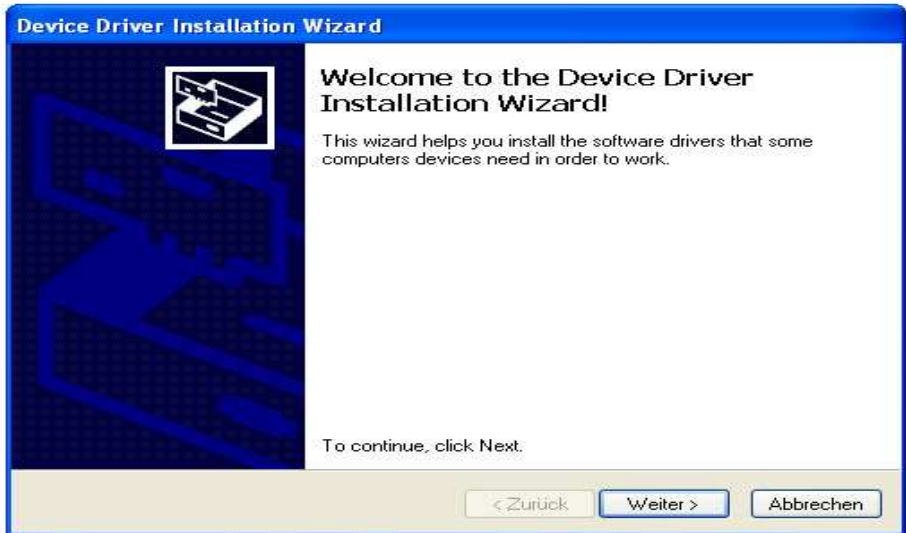 Device Driver Installation Wizard
Welcome to the Device Driver
Installation Wizard!
This wizard helps you install the software drivers that some
computers devices need in order to work.
To continue, click Next.
< Zurück Weiter > Abbrechen